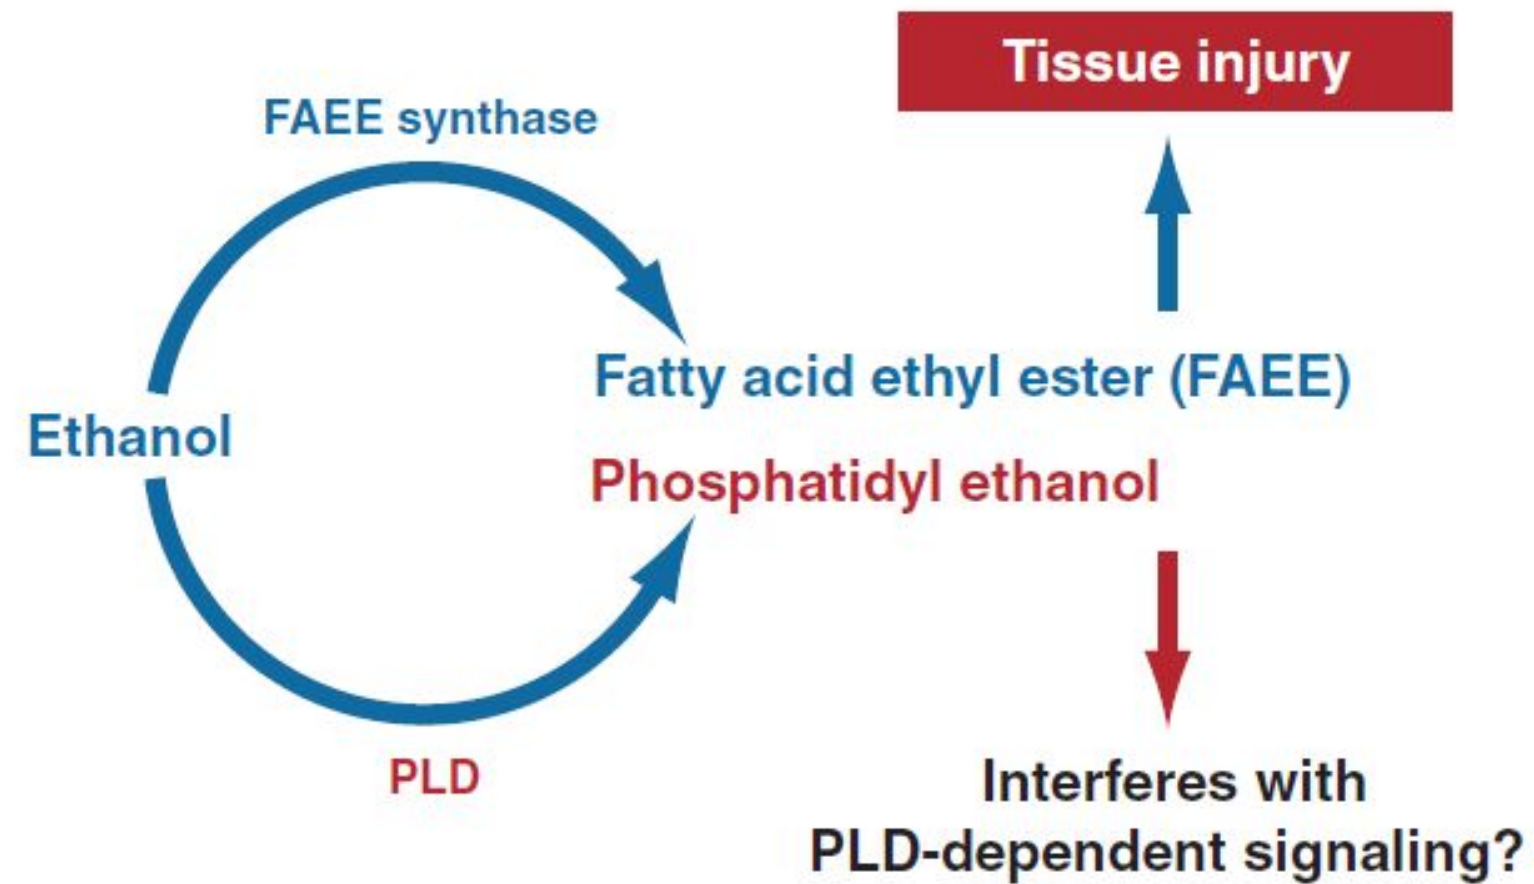 Tissue injury
FAEE synthase
Fatty acid ethyl ester (FAEE)
Ethanol
Phosphatidyl ethanol
PLD
Interferes with
PLD-dependent signaling?